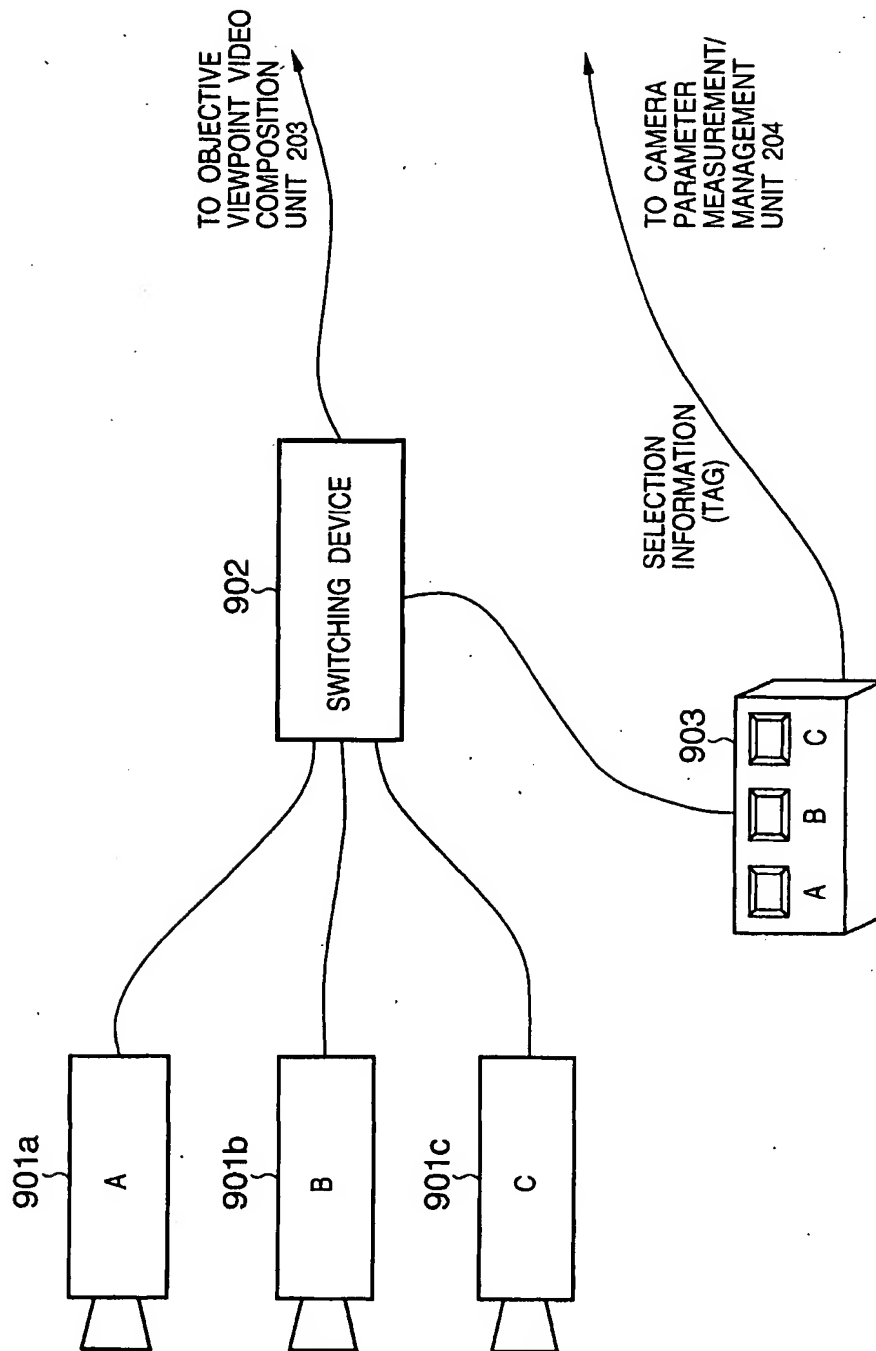 901a
A
901b
B
901c
C
902
SWITCHING DEVICE
TO OBJECTIVE
VIEWPOINT VIDEO
COMPOSITION
UNIT 203
903
A
B
C
SELECTION
INFORMATION
(TAG)
TO CAMERA
PARAMETER
MEASUREMENT/
MANAGEMENT
UNIT 204